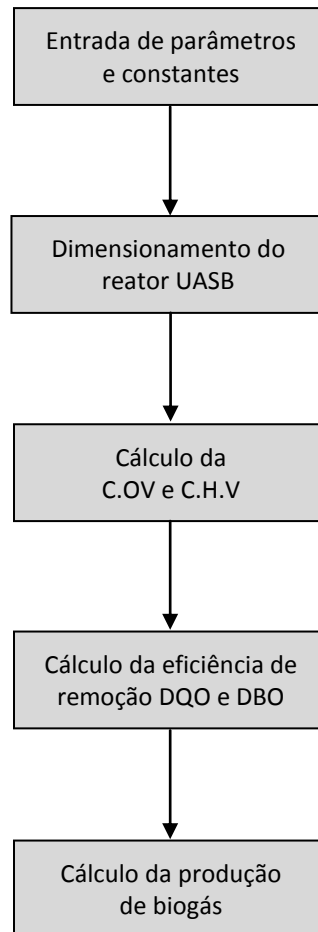 Entrada de parâmetros
e constantes
Dimensionamento do
reator UASB
Cálculo da
C.OV e C.H.V
Cálculo da eficiência de
remoção DQO e DBO
Cálculo da produção
de biogás